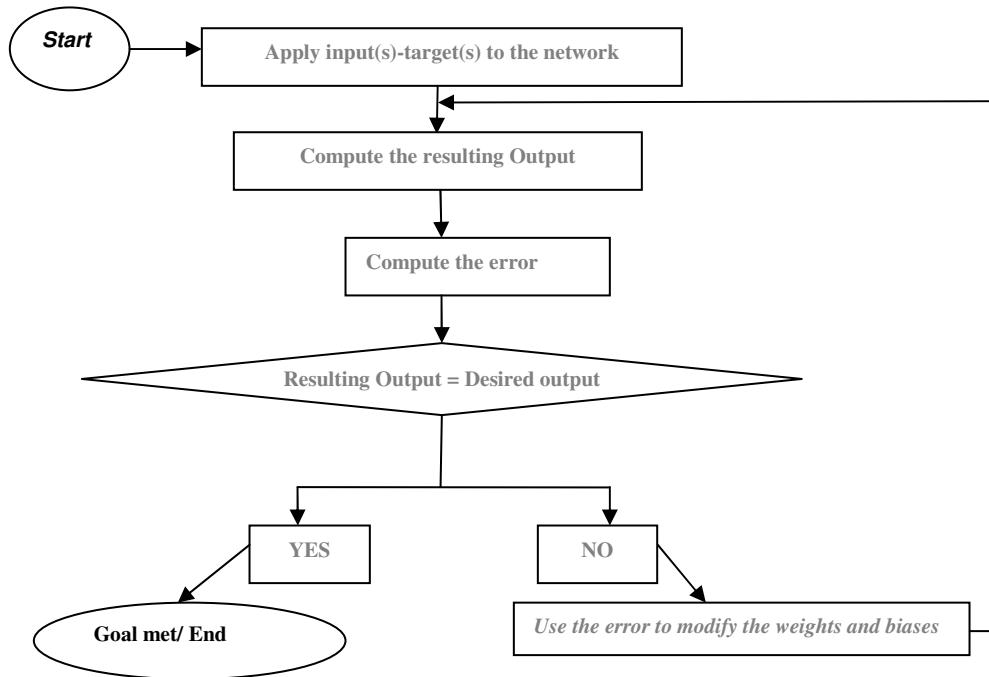 Start
Apply input(s)-target(s) to the network
Compute the resulting Output
Compute the error
Resulting Output = Desired output
YES
NO
Goal met/ End
Use the error to modify the weights and biases